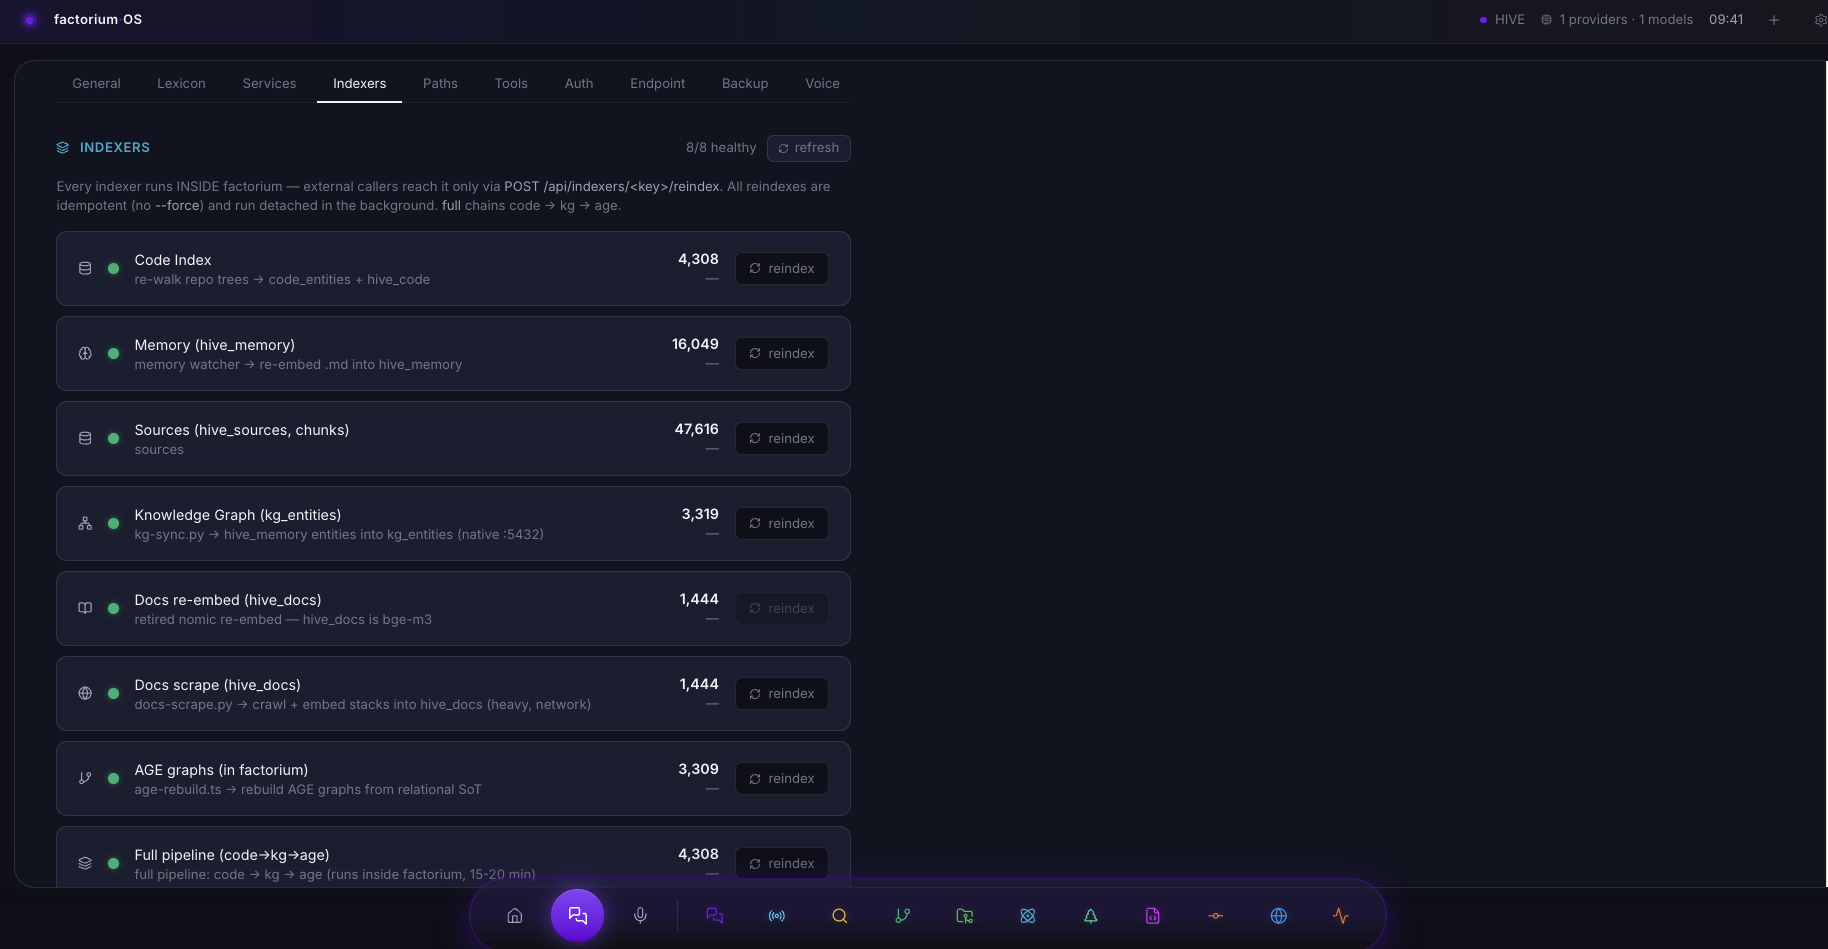 factorium OS
HIVE 1 providers · 1 models 09:41
General Lexicon Services Indexers Paths Tools Auth Endpoint Backup Voice
INDEXERS 8/8 healthy refresh
Every indexer runs INSIDE factorium — external callers reach it only via POST /api/indexers/<key>/reindex. All reindexes are
idempotent (no --force) and run detached in the background. full chains code → kg → age.
Code Index 4,308 reindex
re-walk repo trees → code_entities + hive_code —
Memory (hive_memory) 16,049 reindex
memory watcher → re-embed .md into hive_memory —
Sources (hive_sources, chunks) 47,616 reindex
sources —
Knowledge Graph (kg_entities) 3,319 reindex
kg-sync.py → hive_memory entities into kg_entities (native :5432) —
Docs re-embed (hive_docs) 1,444 reindex
retired nomic re-embed — hive_docs is bge-m3 —
Docs scrape (hive_docs) 1,444 reindex
docs-scrape.py → crawl + embed stacks into hive_docs (heavy, network) —
AGE graphs (in factorium) 3,309 reindex
age-rebuild.ts → rebuild AGE graphs from relational SoT —
Full pipeline (code→kg→age) 4,308 reindex
full pipeline: code → kg → age (runs inside factorium, 15-20 min) —